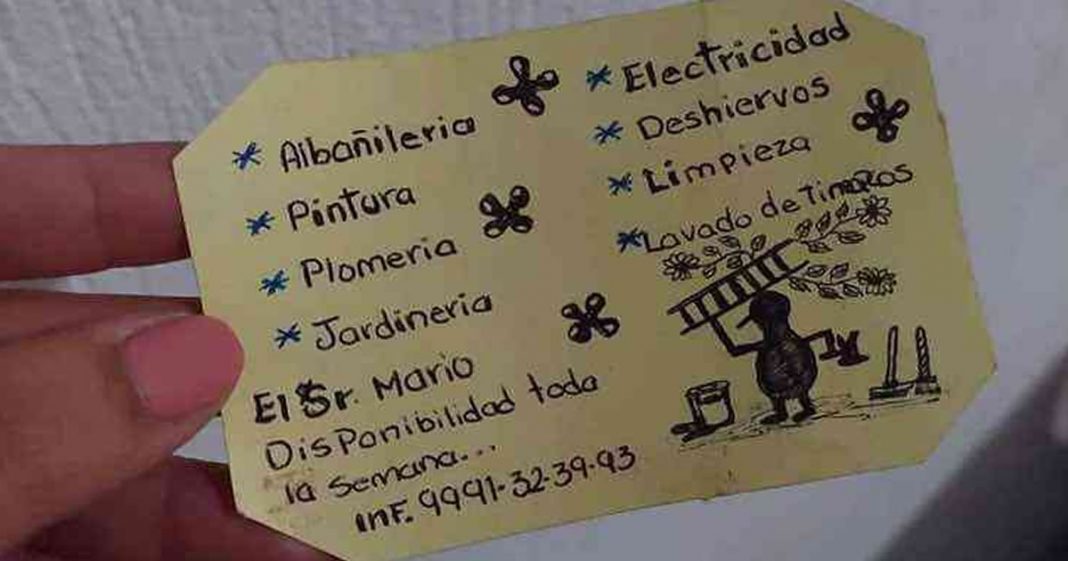 * Albañileria
* Pintura
* Plomeria
* Jardineria
* Electricidad
* Deshiervos
* Limpieza
* Lavado de Tinacos
El Sr. Mario
Disponibilidad toda
la semana...
inF. 9991-32-39-93